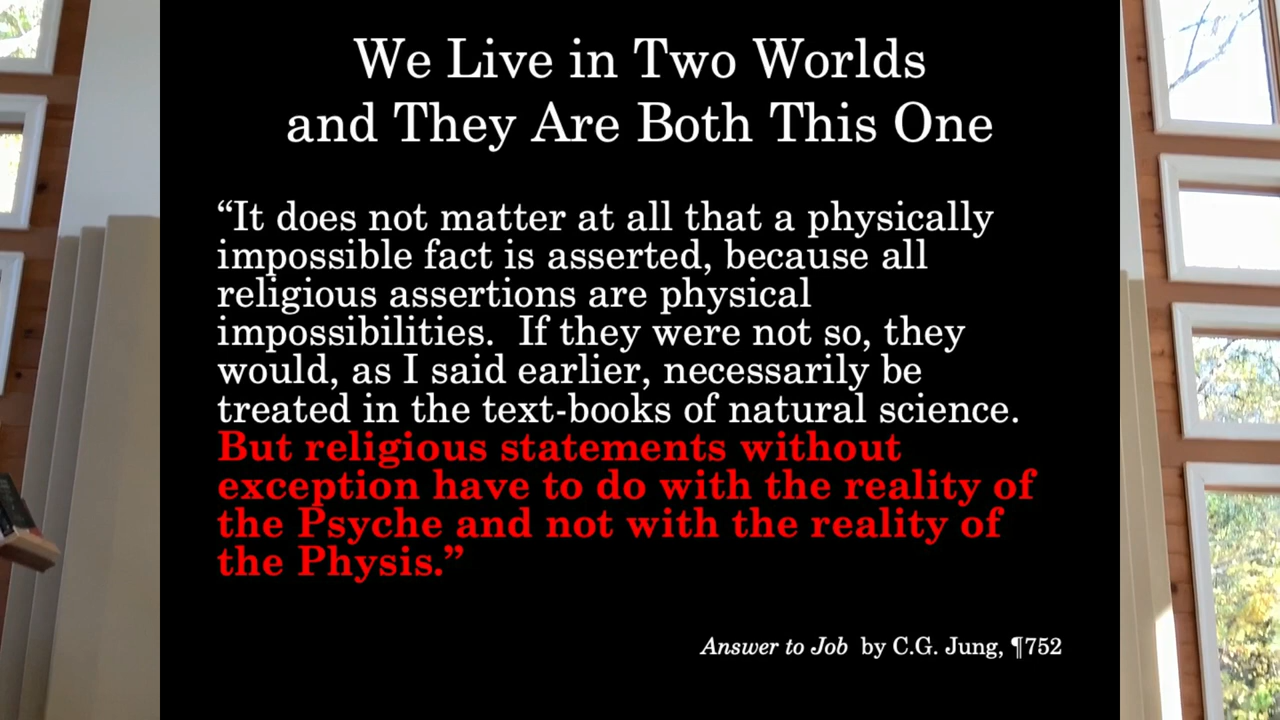 We Live in Two Worlds
and They Are Both This One
“It does not matter at all that a physically
impossible fact is asserted, because all
religious assertions are physical
impossibilities.  If they were not so, they
would, as I said earlier, necessarily be
treated in the text-books of natural science.
But religious statements without
exception have to do with the reality of
the Psyche and not with the reality of
the Physis.”
Answer to Job  by C.G. Jung, ¶752